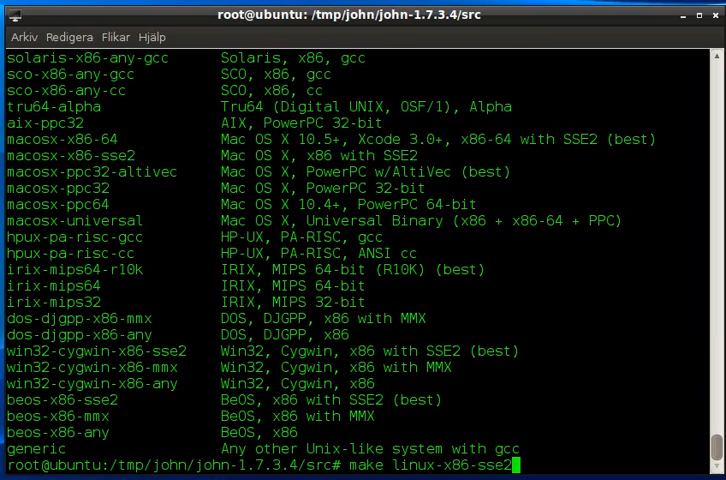 root@ubuntu: /tmp/john/john-1.7.3.4/src
Arkiv Redigera Flikar Hjälp
solaris-x86-any-gcc Solaris, x86, gcc
sco-x86-any-gcc SCO, x86, gcc
sco-x86-any-cc SCO, x86, cc
tru64-alpha Tru64 (Digital UNIX, OSF/1), Alpha
aix-ppc32 AIX, PowerPC 32-bit
macosx-x86-64 Mac OS X 10.5+, Xcode 3.0+, x86-64 with SSE2 (best)
macosx-x86-sse2 Mac OS X, x86 with SSE2
macosx-ppc32-altivec Mac OS X, PowerPC w/AltiVec (best)
macosx-ppc32 Mac OS X, PowerPC 32-bit
macosx-ppc64 Mac OS X 10.4+, PowerPC 64-bit
macosx-universal Mac OS X, Universal Binary (x86 + x86-64 + PPC)
hpux-pa-risc-gcc HP-UX, PA-RISC, gcc
hpux-pa-risc-cc HP-UX, PA-RISC, ANSI cc
irix-mips64-r10k IRIX, MIPS 64-bit (R10K) (best)
irix-mips64 IRIX, MIPS 64-bit
irix-mips32 IRIX, MIPS 32-bit
dos-djgpp-x86-mmx DOS, DJGPP, x86 with MMX
dos-djgpp-x86-any DOS, DJGPP, x86
win32-cygwin-x86-sse2 Win32, Cygwin, x86 with SSE2 (best)
win32-cygwin-x86-mmx Win32, Cygwin, x86 with MMX
win32-cygwin-x86-any Win32, Cygwin, x86
beos-x86-sse2 BeOS, x86 with SSE2 (best)
beos-x86-mmx BeOS, x86 with MMX
beos-x86-any BeOS, x86
generic Any other Unix-like system with gcc
root@ubuntu:/tmp/john/john-1.7.3.4/src# make linux-x86-sse2